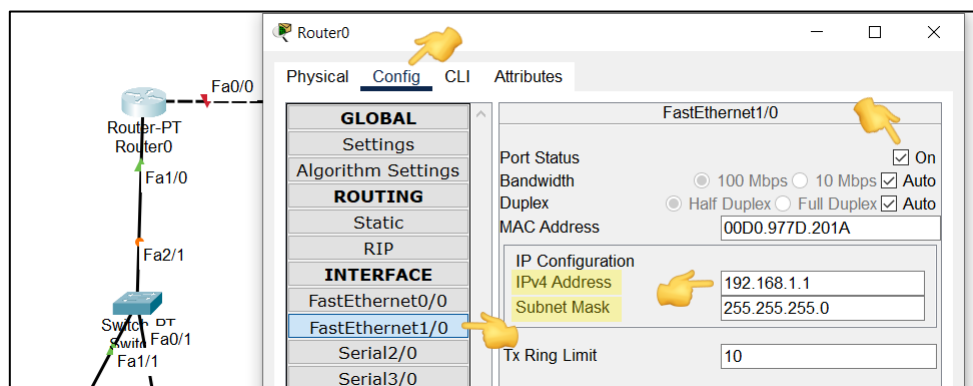 Router0
Physical Config CLI Attributes
Fa0/0
Router-PT
Router0
Fa1/0
Fa2/1
Switch-PT
Fa0/1
Fa1/1
GLOBAL
Settings
Algorithm Settings
ROUTING
Static
RIP
INTERFACE
FastEthernet0/0
FastEthernet1/0
Serial2/0
Serial3/0
FastEthernet1/0
Port Status On
Bandwidth 100 Mbps 10 Mbps Auto
Duplex Half Duplex Full Duplex Auto
MAC Address 00D0.977D.201A
IP Configuration
IPv4 Address 192.168.1.1
Subnet Mask 255.255.255.0
Tx Ring Limit 10